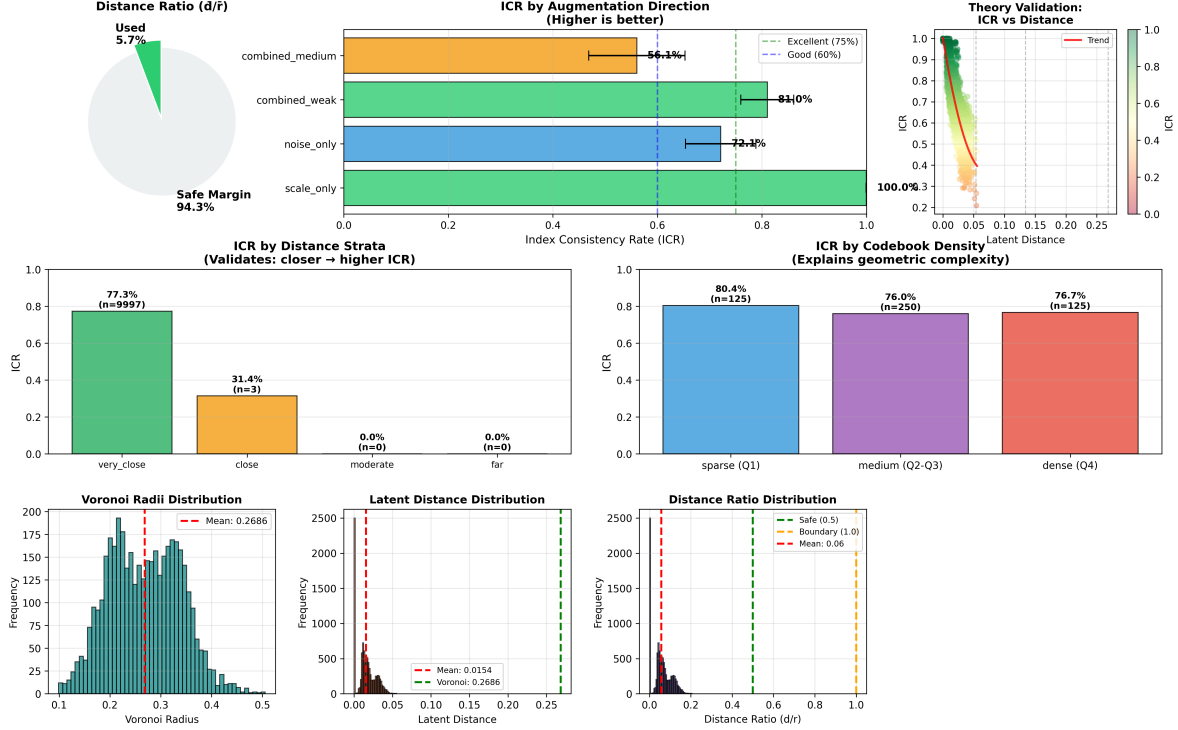 Distance Ratio (d̄/r̄)
Used
5.7%
Safe Margin
94.3%
ICR by Augmentation Direction
(Higher is better)
combined_medium
combined_weak
noise_only
scale_only
56.1%
81.0%
72.1%
100.0%
Excellent (75%)
Good (60%)
0.0 0.2 0.4 0.6 0.8 1.0
Index Consistency Rate (ICR)
Theory Validation:
ICR vs Distance
Trend
ICR
1.0
0.9
0.8
0.7
0.6
0.5
0.4
0.3
0.2
0.00 0.05 0.10 0.15 0.20 0.25
Latent Distance
1.0
0.8
0.6
0.4
0.2
0.0
ICR
ICR by Distance Strata
(Validates: closer → higher ICR)
ICR
1.0
0.8
0.6
0.4
0.2
0.0
77.3%
(n=9997)
31.4%
(n=3)
0.0%
(n=0)
0.0%
(n=0)
very_close close moderate far
ICR by Codebook Density
(Explains geometric complexity)
ICR
1.0
0.8
0.6
0.4
0.2
0.0
80.4%
(n=125)
76.0%
(n=250)
76.7%
(n=125)
sparse (Q1) medium (Q2-Q3) dense (Q4)
Voronoi Radii Distribution
Mean: 0.2686
Frequency
200
175
150
125
100
75
50
25
0
0.1 0.2 0.3 0.4 0.5
Voronoi Radius
Latent Distance Distribution
Frequency
2500
2000
1500
1000
500
0
Mean: 0.0154
Voronoi: 0.2686
0.00 0.05 0.10 0.15 0.20 0.25
Latent Distance
Distance Ratio Distribution
Safe (0.5)
Boundary (1.0)
Mean: 0.06
Frequency
2500
2000
1500
1000
500
0
0.0 0.2 0.4 0.6 0.8 1.0
Distance Ratio (d/r)